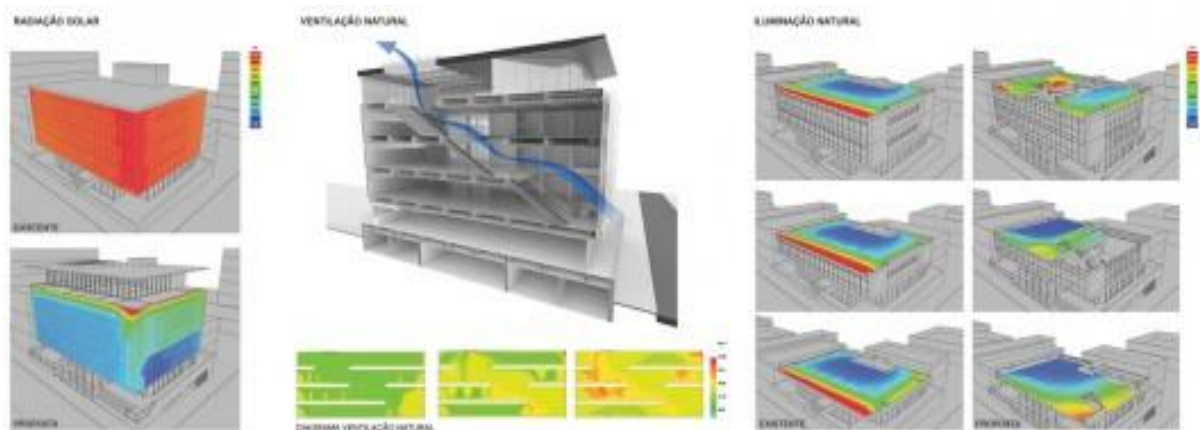 RADIAÇÃO SOLAR
EXISTENTE
PROPOSTA
VENTILAÇÃO NATURAL
DIAGRAMA VENTILAÇÃO NATURAL
ILUMINAÇÃO NATURAL
EXISTENTE
PROPOSTA